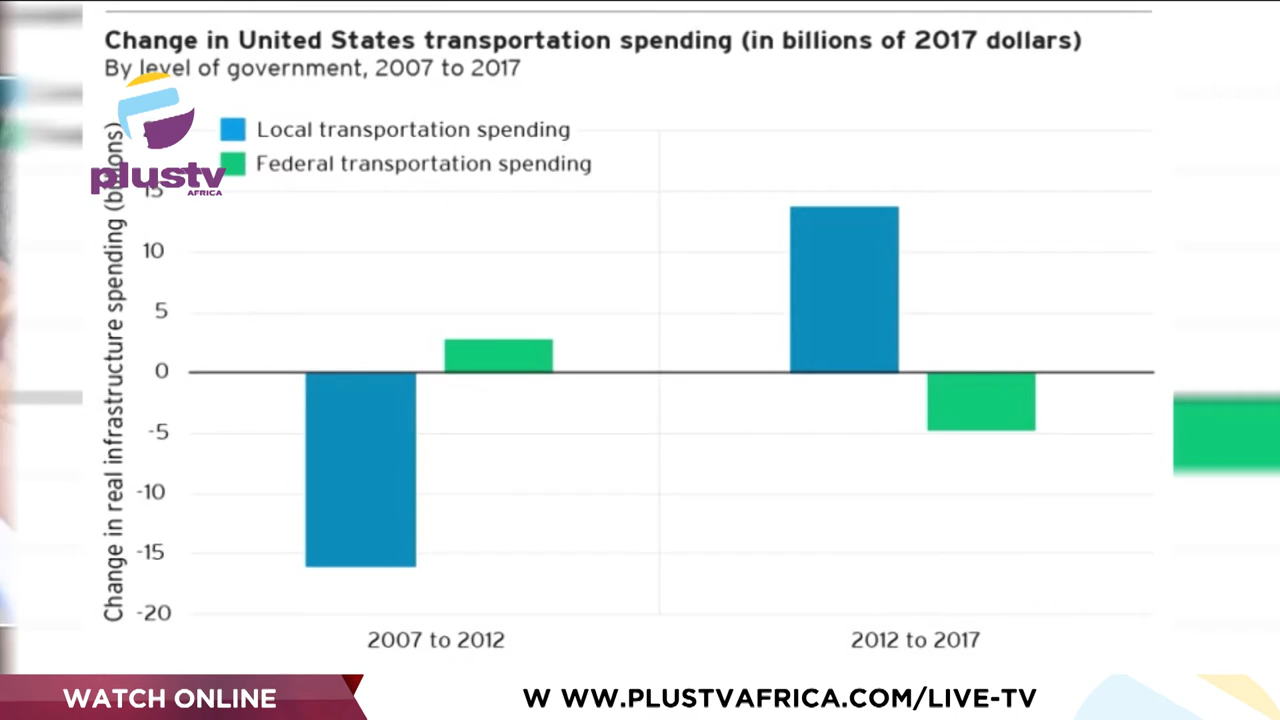 Change in United States transportation spending (in billions of 2017 dollars)
By level of government, 2007 to 2017
Local transportation spending
Federal transportation spending
plustv
AFRICA
Change in real infrastructure spending
15
10
5
0
-5
-10
-15
-20
2007 to 2012
2012 to 2017
WATCH ONLINE
W WW.PLUSTVAFRICA.COM/LIVE-TV